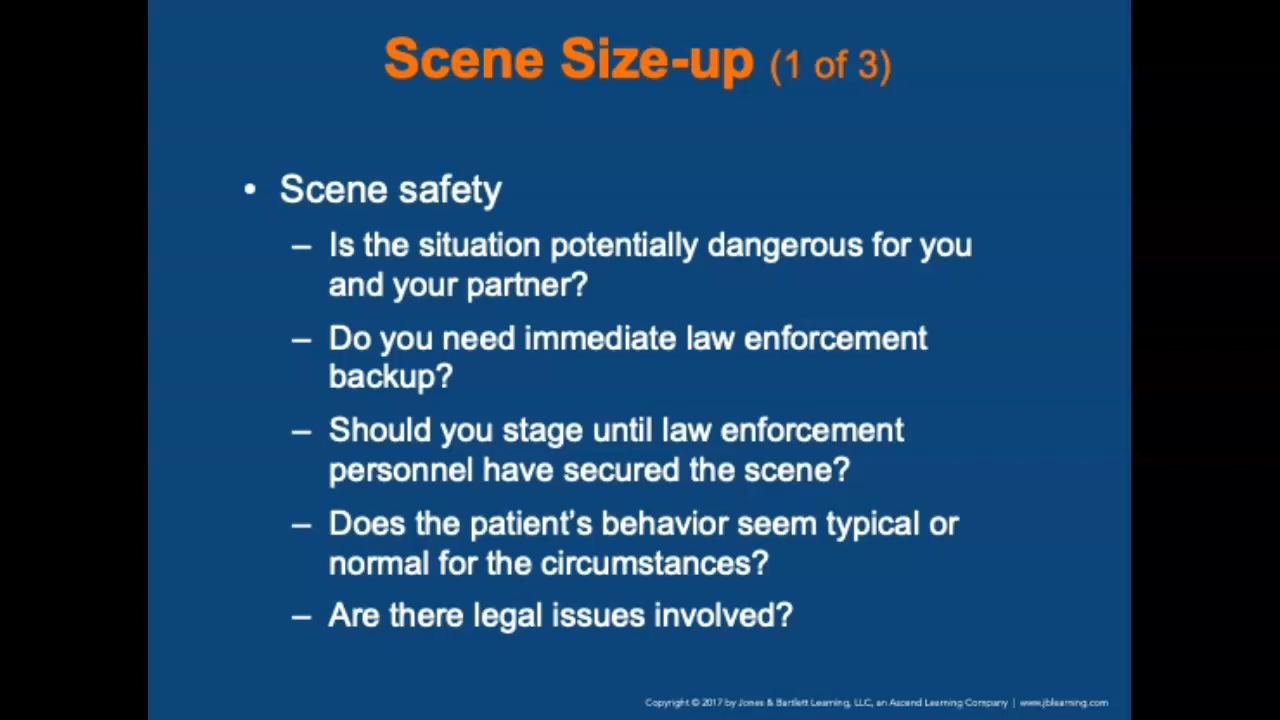 Scene Size-up (1 of 3)
• Scene safety
– Is the situation potentially dangerous for you
and your partner?
– Do you need immediate law enforcement
backup?
– Should you stage until law enforcement
personnel have secured the scene?
– Does the patient’s behavior seem typical or
normal for the circumstances?
– Are there legal issues involved?
Copyright © 2017 by Jones & Bartlett Learning, LLC, an Ascend Learning Company | www.jblearning.com